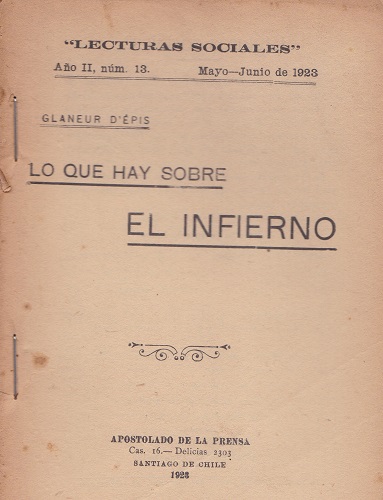 "LECTURAS SOCIALES"
Año II, núm. 13. Mayo—Junio de 1923
GLANEUR D'ÉPIS
LO QUE HAY SOBRE
EL INFIERNO
APOSTOLADO DE LA PRENSA
Cas. 16.— Delicias 2303
SANTIAGO DE CHILE
1923